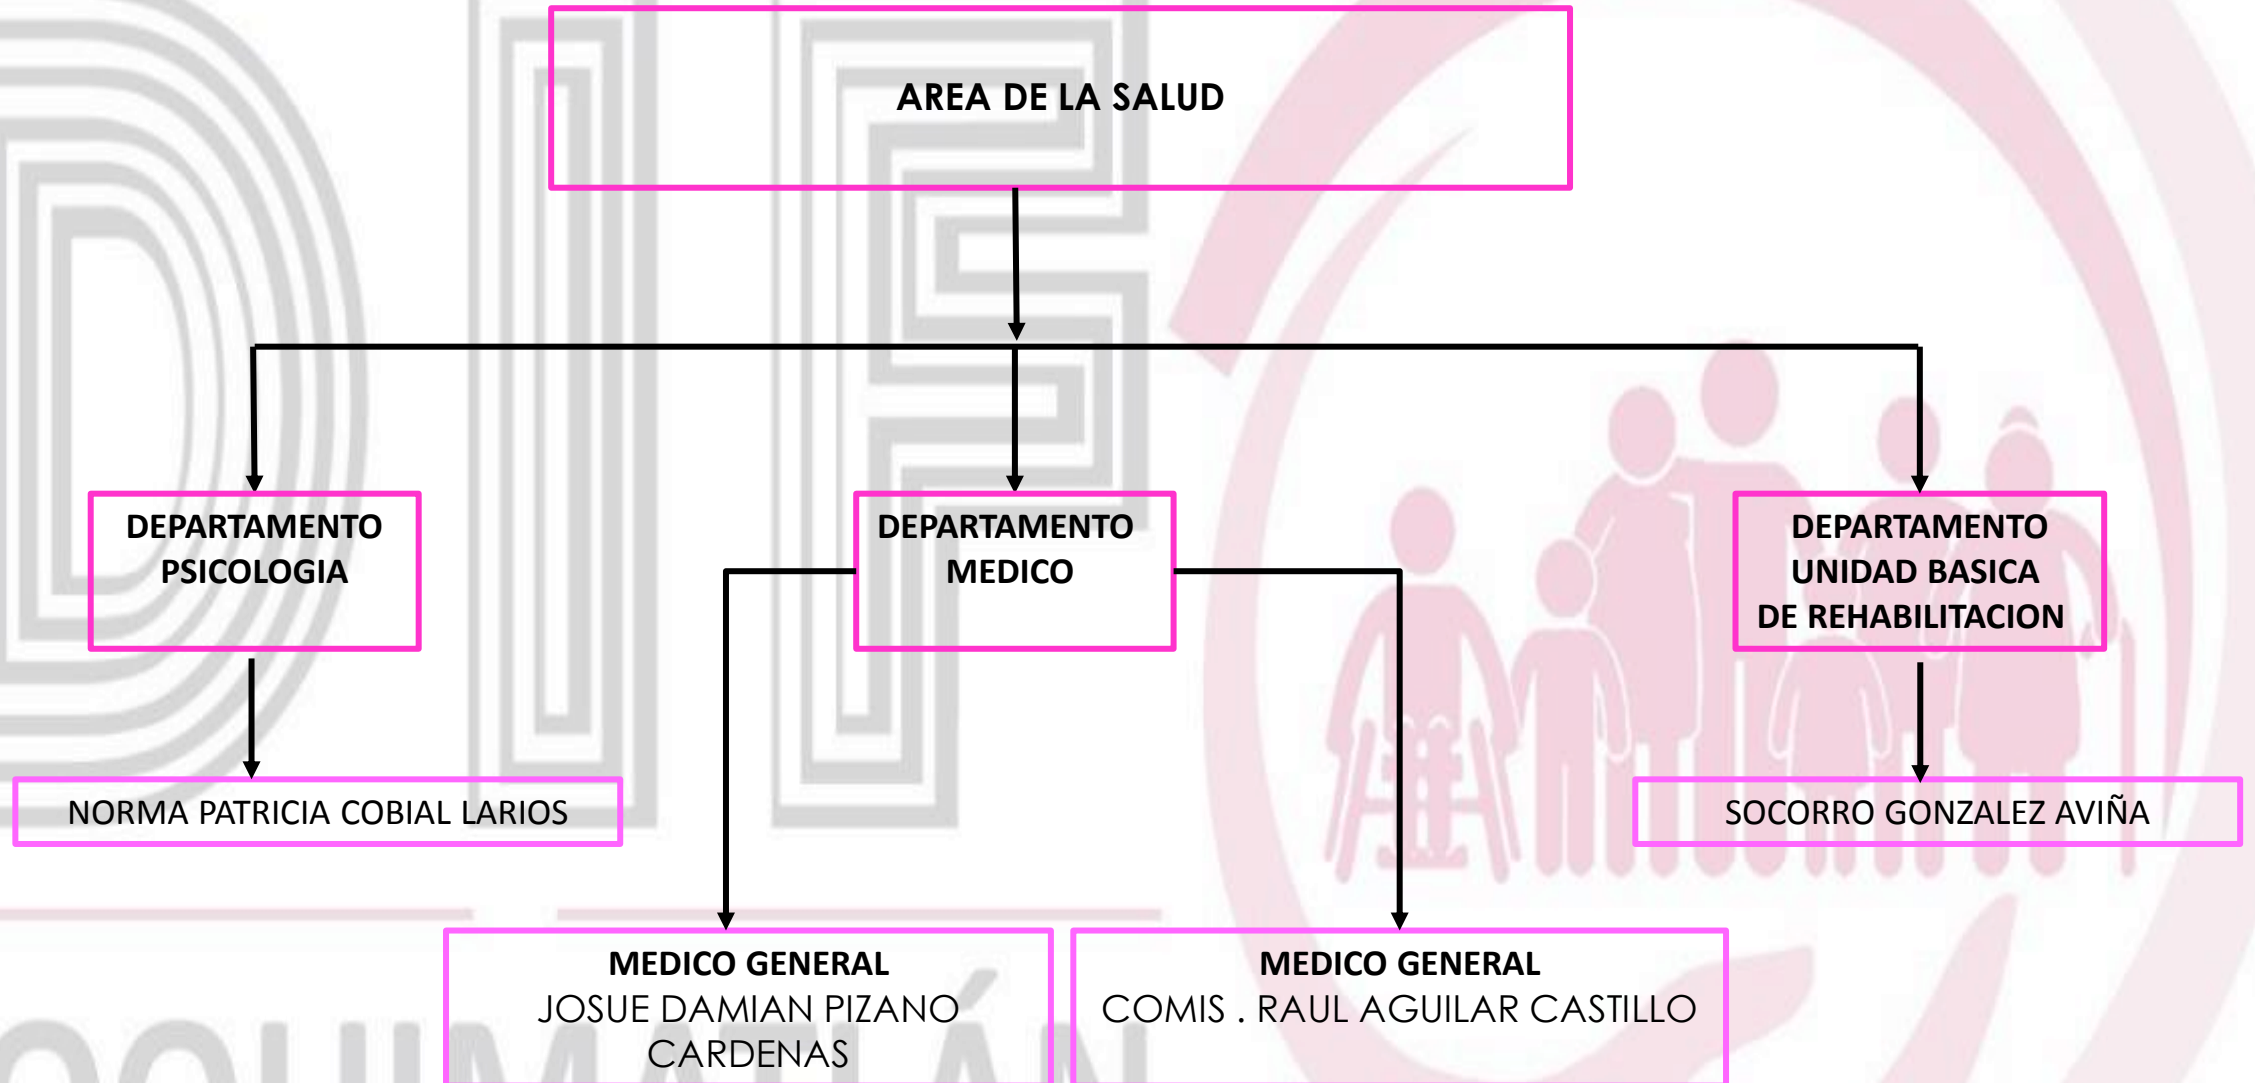 AREA DE LA SALUD
DEPARTAMENTO
PSICOLOGIA
DEPARTAMENTO
MEDICO
DEPARTAMENTO
UNIDAD BASICA
DE REHABILITACION
NORMA PATRICIA COBIAL LARIOS
SOCORRO GONZALEZ AVIÑA
MEDICO GENERAL
JOSUE DAMIAN PIZANO
CARDENAS
MEDICO GENERAL
COMIS . RAUL AGUILAR CASTILLO
DIF